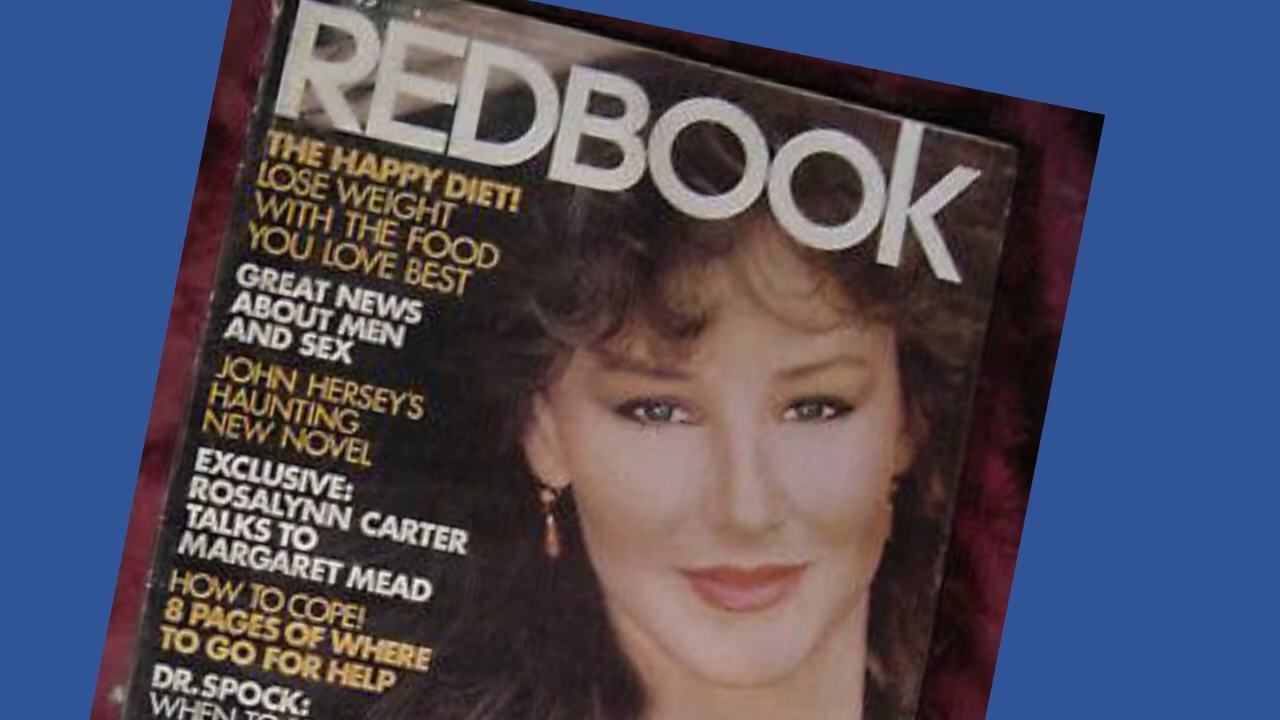 REDBOOK
THE HAPPY DIET!
LOSE WEIGHT
WITH THE FOOD
YOU LOVE BEST
GREAT NEWS
ABOUT MEN
AND SEX
JOHN HERSEY'S
HAUNTING
NEW NOVEL
EXCLUSIVE:
ROSALYNN CARTER
TALKS TO
MARGARET MEAD
HOW TO COPE!
8 PAGES OF WHERE
TO GO FOR HELP
DR. SPOCK:
WHEN TO